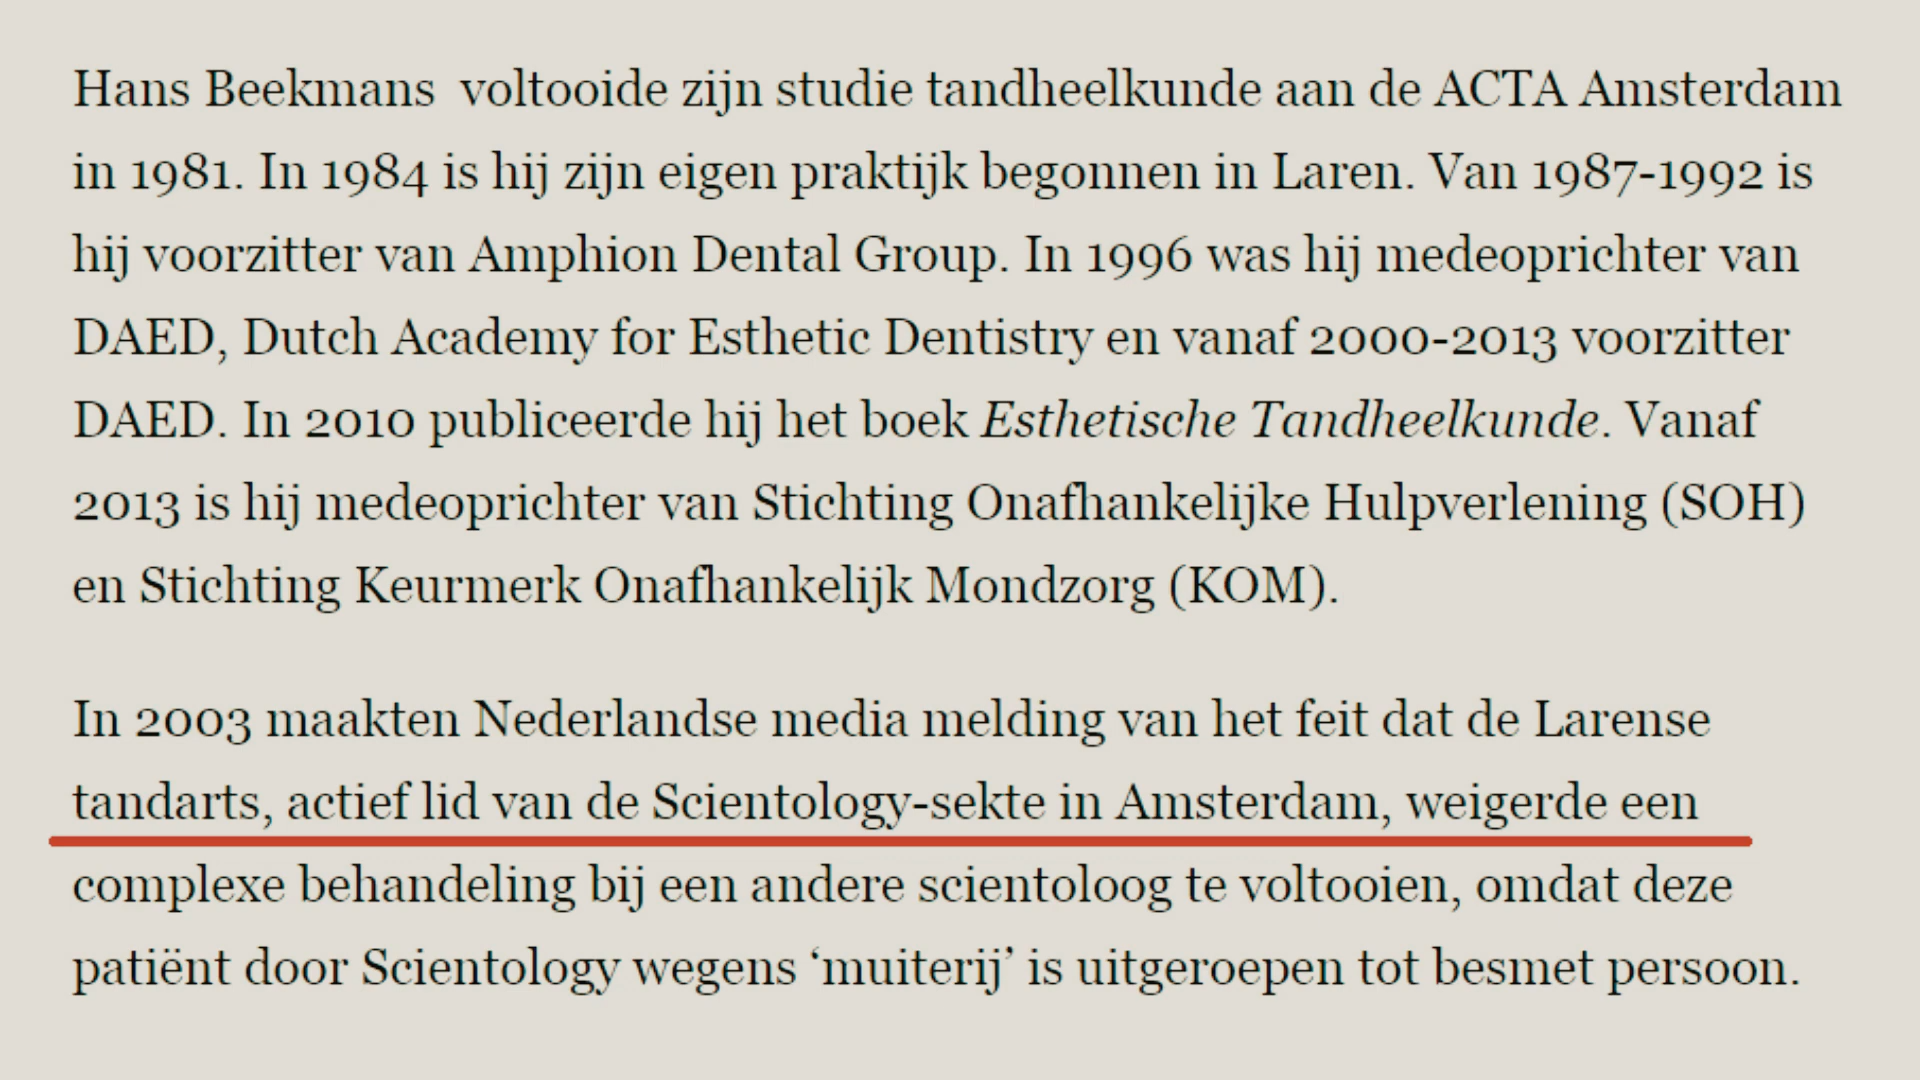 Hans Beekmans voltooide zijn studie tandheelkunde aan de ACTA Amsterdam
in 1981. In 1984 is hij zijn eigen praktijk begonnen in Laren. Van 1987-1992 is
hij voorzitter van Amphion Dental Group. In 1996 was hij medeoprichter van
DAED, Dutch Academy for Esthetic Dentistry en vanaf 2000-2013 voorzitter
DAED. In 2010 publiceerde hij het boek Esthetische Tandheelkunde. Vanaf
2013 is hij medeoprichter van Stichting Onafhankelijke Hulpverlening (SOH)
en Stichting Keurmerk Onafhankelijk Mondzorg (KOM).
In 2003 maakten Nederlandse media melding van het feit dat de Larense
tandarts, actief lid van de Scientology-sekte in Amsterdam, weigerde een
complexe behandeling bij een andere scientoloog te voltooien, omdat deze
patiënt door Scientology wegens ‘muiterij’ is uitgeroepen tot besmet persoon.